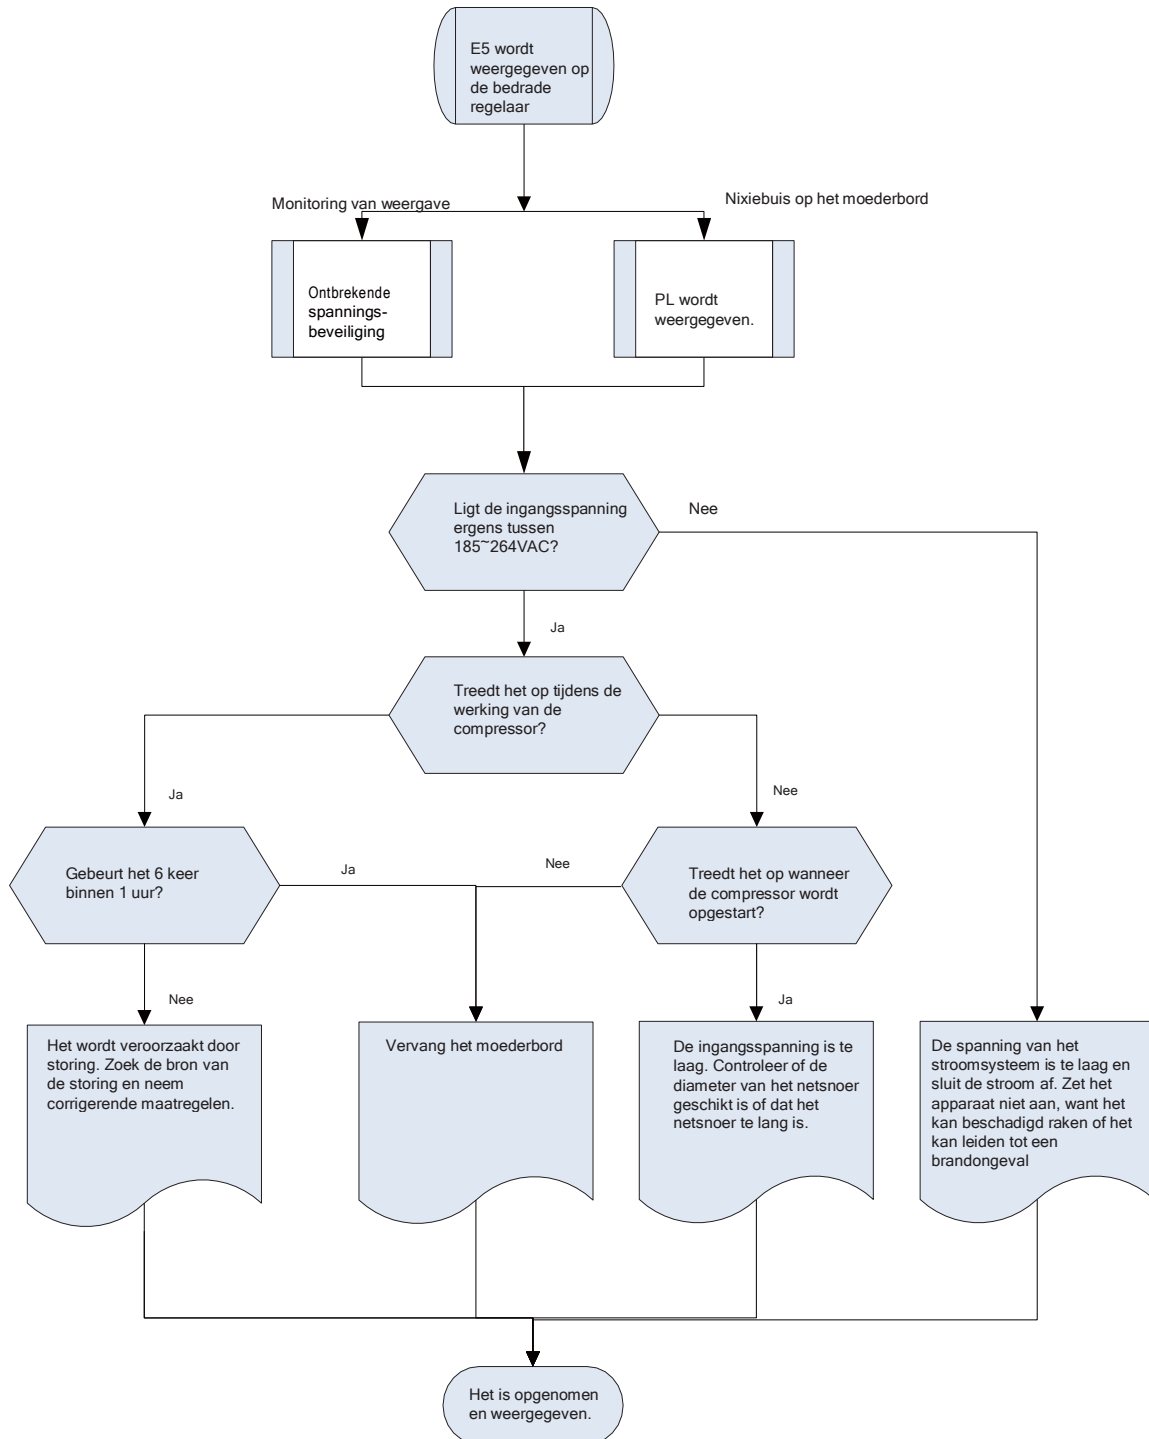 E5 wordt
weergegeven op
de bedrade
regelaar
Monitoring van weergave
Nixiebuis op het moederbord
Ontbrekende
spannings-
beveiliging
PL wordt
weergegeven.
Ligt de ingangsspanning
ergens tussen
185~264VAC?
Nee
Ja
Treedt het op tijdens de
werking van de
compressor?
Ja
Nee
Gebeurt het 6 keer
binnen 1 uur?
Ja
Nee
Treedt het op wanneer
de compressor wordt
opgestart?
Nee
Ja
Het wordt veroorzaakt door
storing. Zoek de bron van
de storing en neem
corrigerende maatregelen.
Vervang het moederbord
De ingangsspanning is te
laag. Controleer of de
diameter van het netsnoer
geschikt is of dat het
netsnoer te lang is.
De spanning van het
stroomsysteem is te laag en
sluit de stroom af. Zet het
apparaat niet aan, want het
kan beschadigd raken of het
kan leiden tot een
brandongeval
Het is opgenomen
en weergegeven.